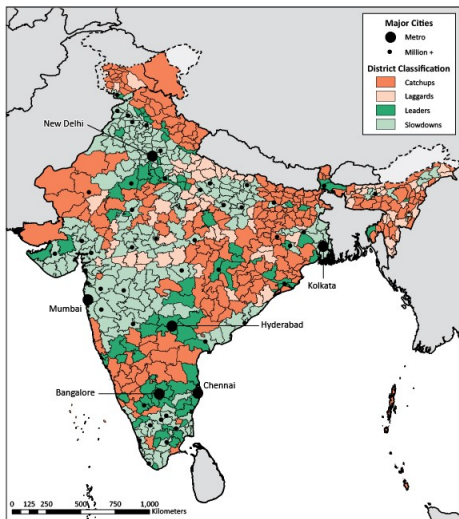 Major Cities
Metro
Million +
District Classification
Catchups
Laggards
Leaders
Slowdowns
New Delhi
Kolkata
Mumbai
Hyderabad
Bangalore
Chennai
0 125 250 500 750 1,000
Kilometers